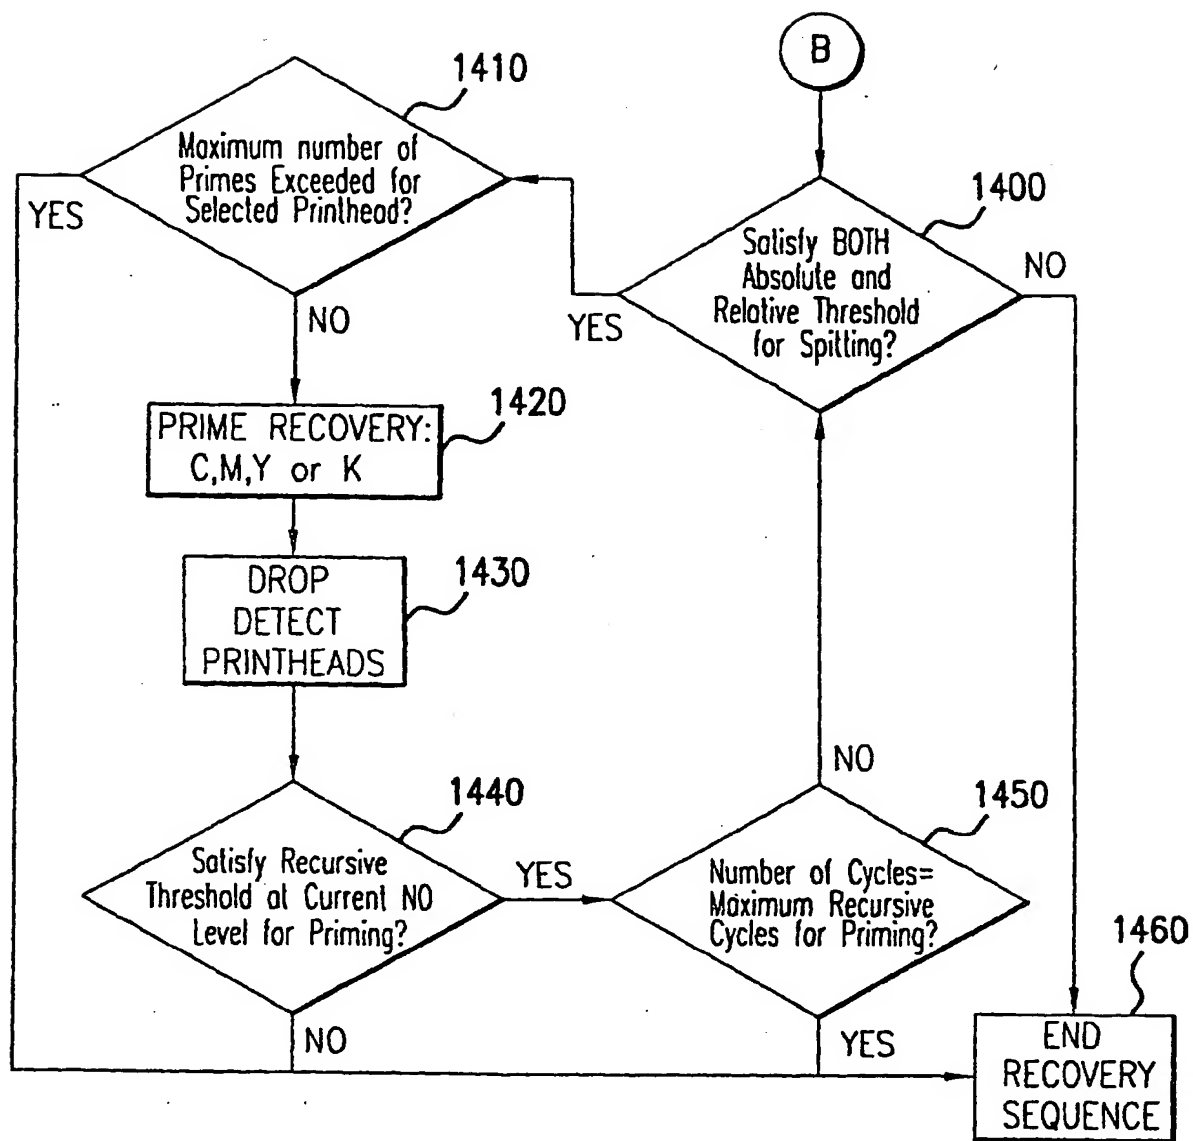 B
1410
Maximum number of
Primes Exceeded for
Selected Printhead?
YES
NO
1400
Satisfy BOTH
Absolute and
Relative Threshold
for Spitting?
NO
YES
1420
PRIME RECOVERY:
C,M,Y or K
1430
DROP
DETECT
PRINTHEADS
1440
Satisfy Recursive
Threshold at Current NO
Level for Priming?
YES
NO
1450
Number of Cycles=
Maximum Recursive
Cycles for Priming?
NO
YES
1460
END
RECOVERY
SEQUENCE